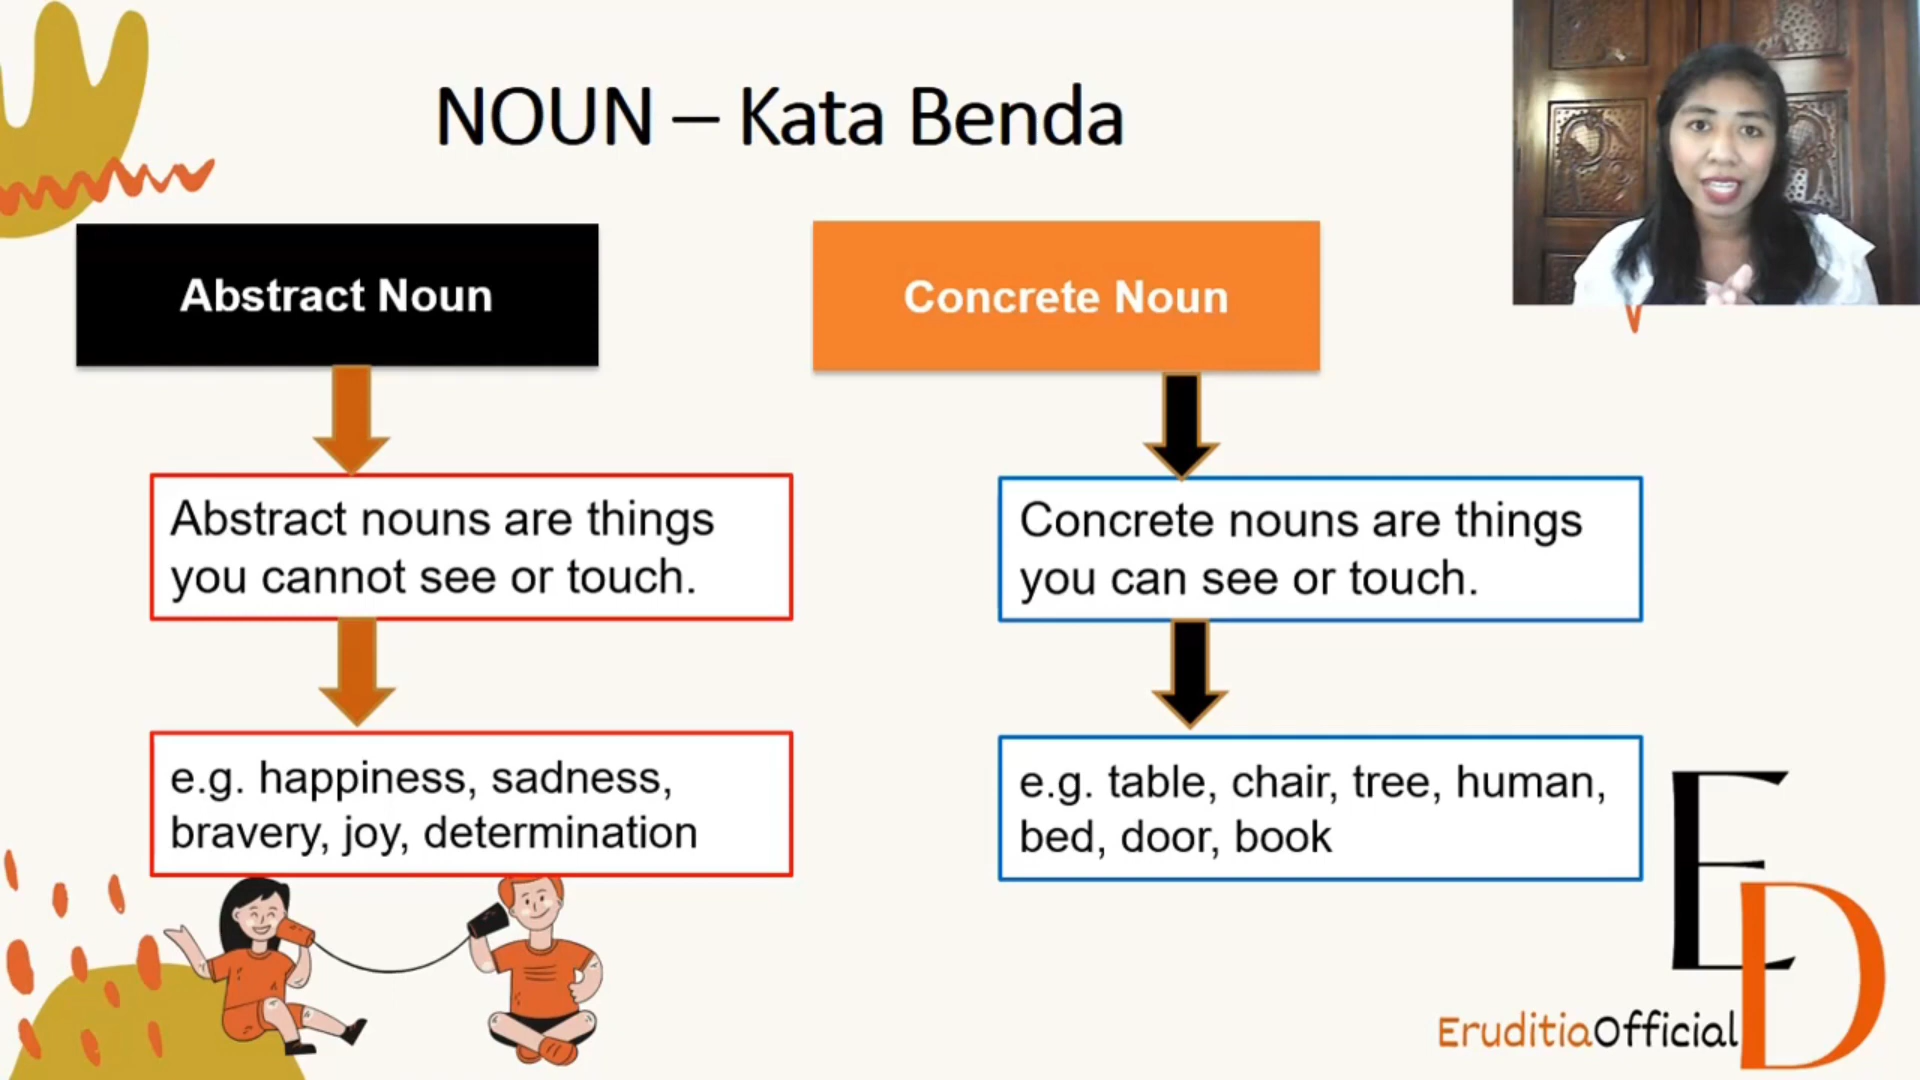 NOUN – Kata Benda
Abstract Noun
Concrete Noun
Abstract nouns are things
you cannot see or touch.
Concrete nouns are things
you can see or touch.
e.g. happiness, sadness,
bravery, joy, determination
e.g. table, chair, tree, human,
bed, door, book
ED
EruditiaOfficial